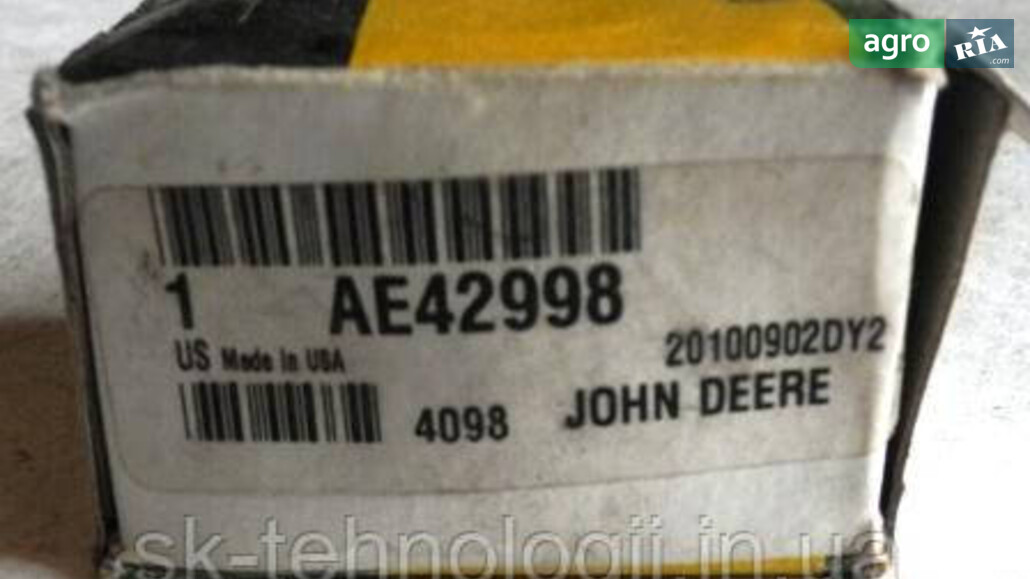 agro RIA
.com
1 AE42998
US Made in USA 20100902DY2
4098 JOHN DEERE
sk-tehnologii.in.ua